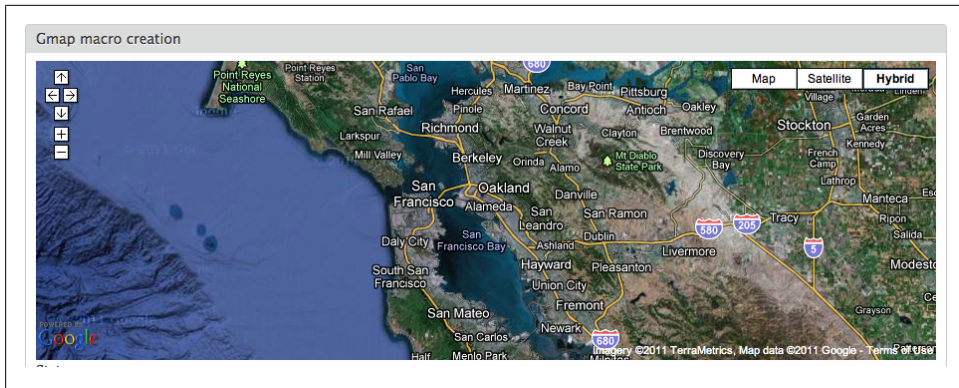 Gmap macro creation
680
Map
Satellite
Hybrid
Point Reyes
National
Seashore
Point Reyes
Station
San
Pablo Bay
Hercules
Martinez
Bay Point
Pittsburg
Antioch
Oakley
Pinole
Concord
San Rafael
Richmond
Walnut
Creek
Clayton
Brentwood
Stockton
Village
Linden
Garden
Acres
Kennedy
Larkspur
Mill Valley
Berkeley
Orinda
Alamo
Mt Diablo
State Park
Discovery
Bay
French
Camp
Lathrop
San
Francisco
Oakland
Alameda
Danville
Manteca
San
Leandro
San Ramon
580
205
Tracy
Ripon
Daly City
San
Francisco Bay
Ashland
Dublin
Livermore
5
Salida
South San
Francisco
Hayward
Pleasanton
Modesto
Union City
San Mateo
Fremont
Grayson
POWERED BY
Google
San Carlos
Newark
680
Half
Menlo Park
Imagery ©2011 TerraMetrics, Map data ©2011 Google - Terms of Use